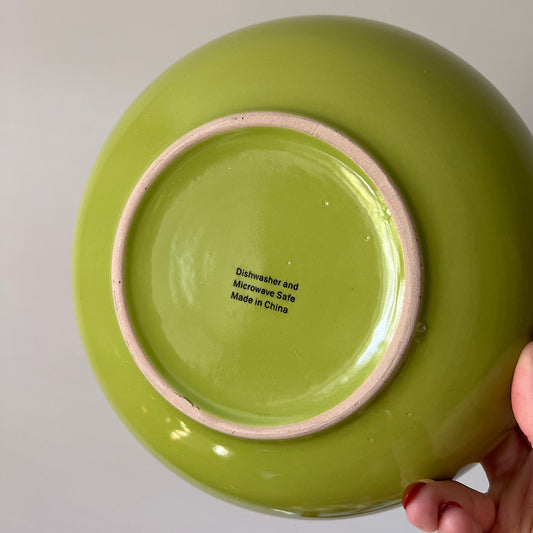 Dishwasher and
Microwave Safe
Made in China